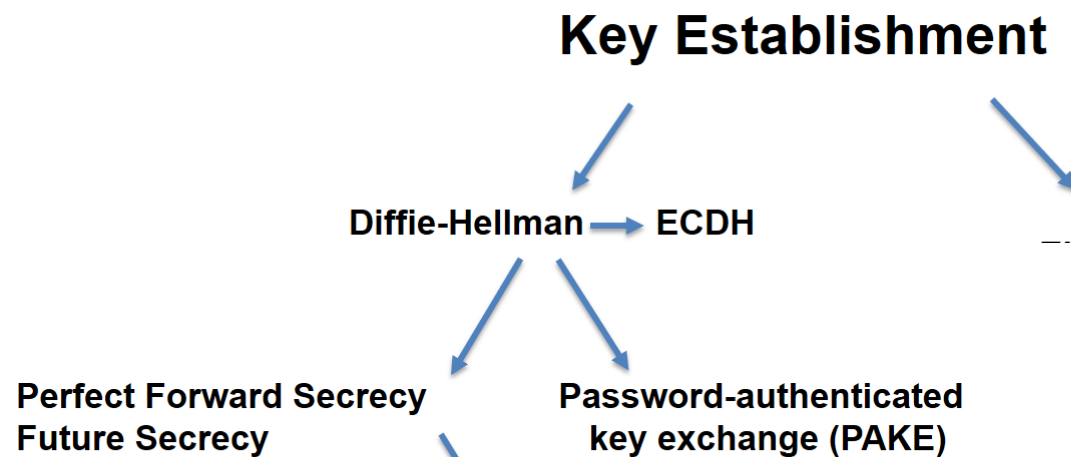 Key Establishment
Diffie-Hellman
ECDH
Perfect Forward Secrecy
Future Secrecy
Password-authenticated
key exchange (PAKE)